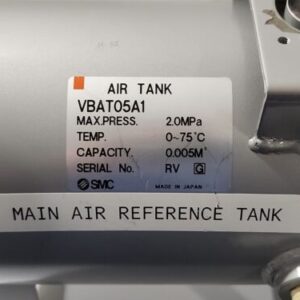 AIR TANK
VBAT05A1
MAX.PRESS. 2.0MPa
TEMP. 0~75°C
CAPACITY. 0.005M³
SERIAL No. RV G
SMC MADE IN JAPAN
MAIN AIR REFERENCE TANK